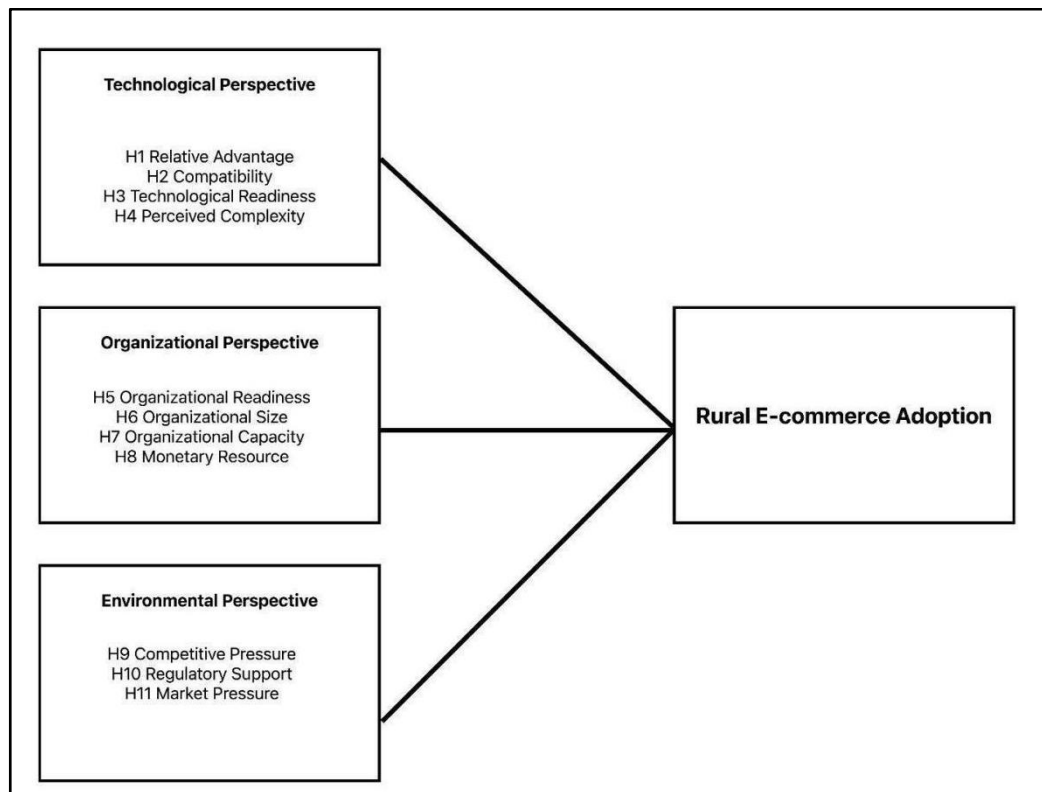 Technological Perspective
H1 Relative Advantage
H2 Compatibility
H3 Technological Readiness
H4 Perceived Complexity
Organizational Perspective
H5 Organizational Readiness
H6 Organizational Size
H7 Organizational Capacity
H8 Monetary Resource
Environmental Perspective
H9 Competitive Pressure
H10 Regulatory Support
H11 Market Pressure
Rural E-commerce Adoption